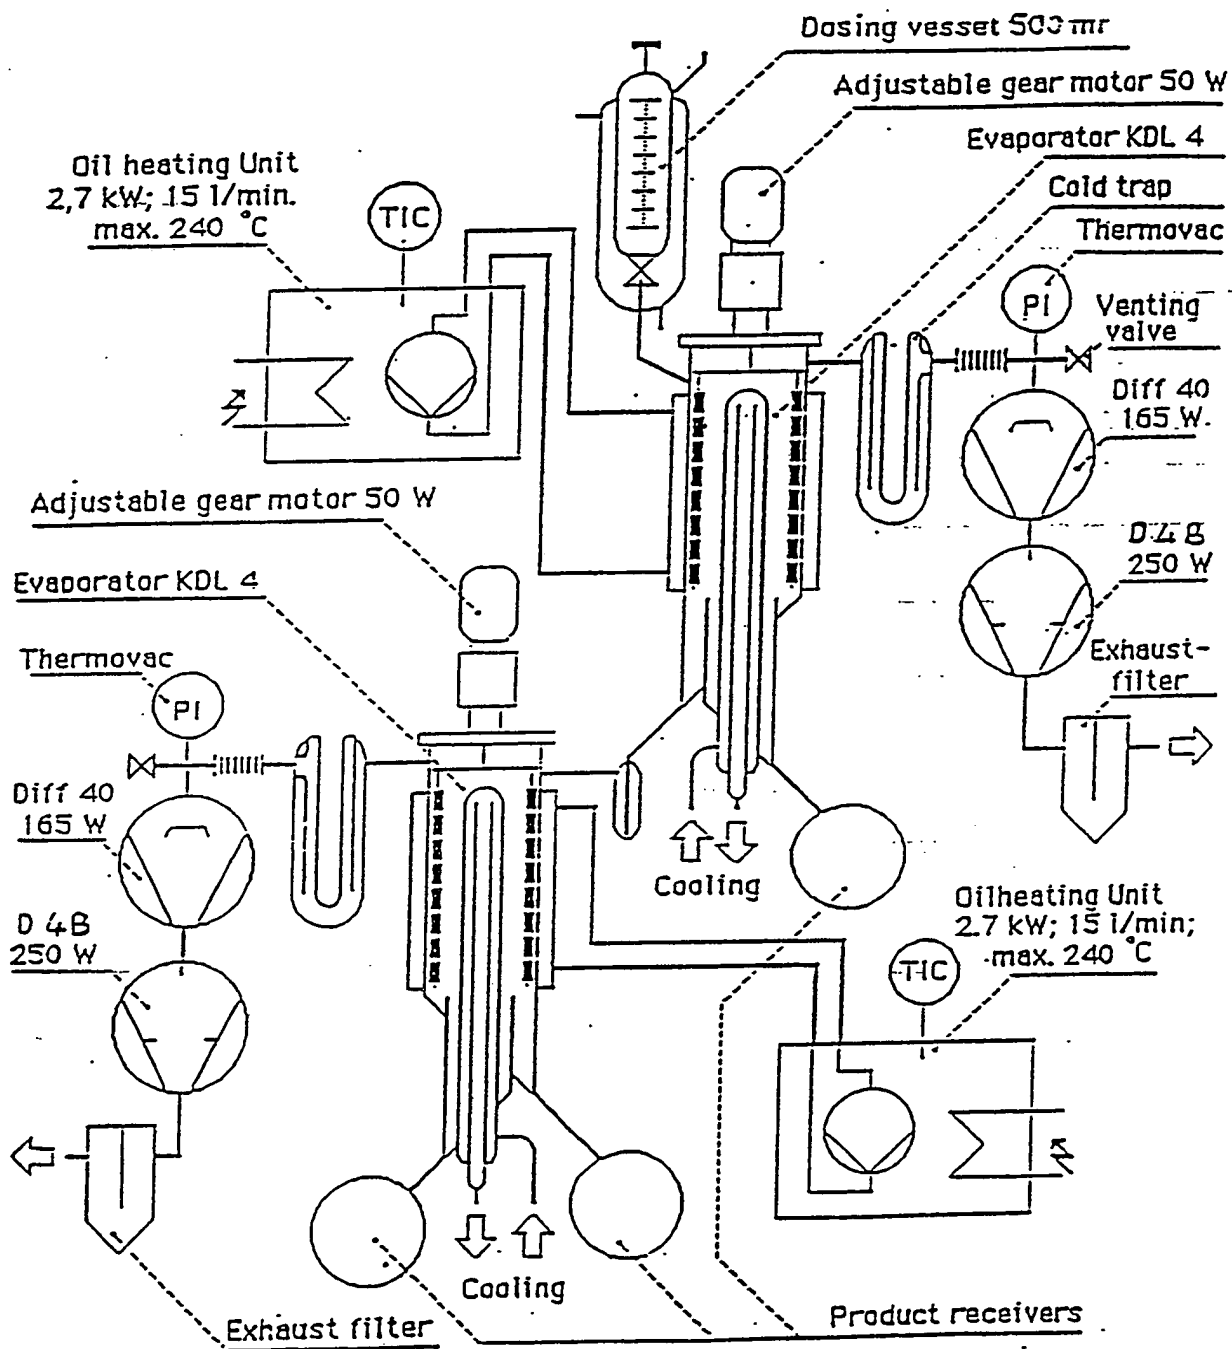 Dosing vesset 500 mr
Adjustable gear motor 50 W
Evaporator KDL 4
Cold trap
Thermovac
Oil heating Unit
2,7 kW; 15 l/min.
max. 240 °C
TIC
PI
Venting
valve
Diff 40
165 W
Adjustable gear motor 50 W
D 4 B
250 W
Evaporator KDL 4
Exhaust-
filter
Thermovac
PI
Diff 40
165 W
Cooling
Oilheating Unit
2.7 kW; 15 l/min;
max. 240 °C
TIC
D 4B
250 W
Cooling
Product receivers
Exhaust filter